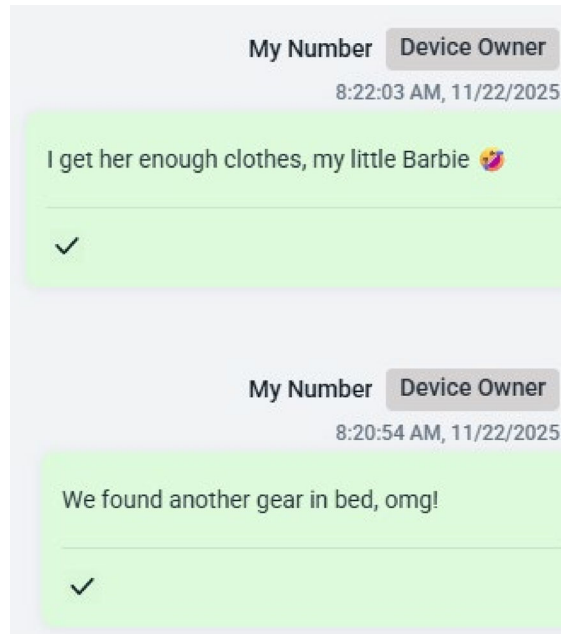 My Number Device Owner
8:22:03 AM, 11/22/2025
I get her enough clothes, my little Barbie 🤣
My Number Device Owner
8:20:54 AM, 11/22/2025
We found another gear in bed, omg!